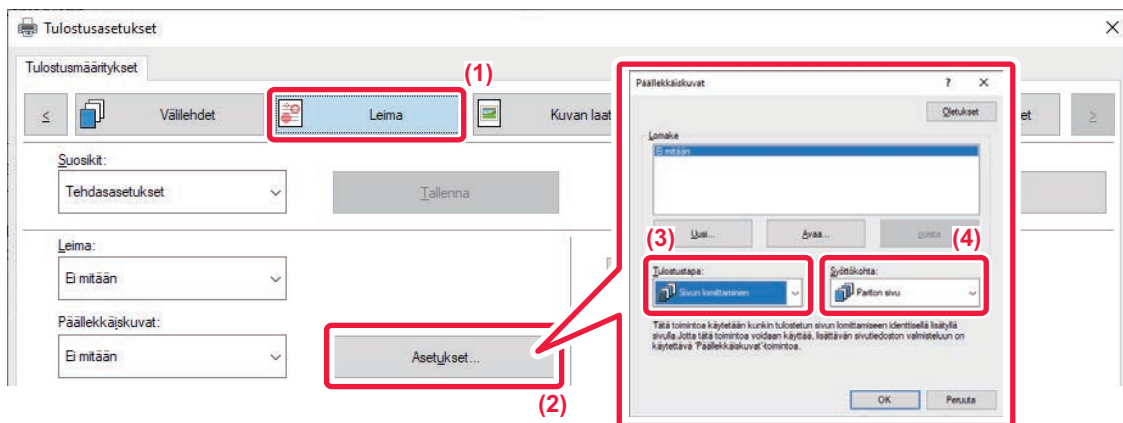 Tulostusasetukset
Tulostusmääritykset
(1)
<
Välilehdet
Leima
Kuvan laat
et
>
Suosikit:
Tehdasasetukset
Tallenna
Leima:
Ei mitään
Päällekkäiskuvat:
Ei mitään
Asetukset...
(2)
Päällekkäiskuvat
?
Oletukset
Lomake
Ei mitään
Uusi...
Avaa...
Poista
(3)
(4)
Tulostustapa:
Sivun lomittaminen
Syöttökohta:
Pariton sivu
Tätä toimintoa käytetään kunkin tulostetun sivun lomittamiseen identtisellä lisätyllä
sivulla.Jotta tätä toimintoa voidaan käyttää, lisättävän sivutiedoston valmisteluun on
käytettävä 'Päällekkäiskuvat'-toimintoa.
OK
Peruuta